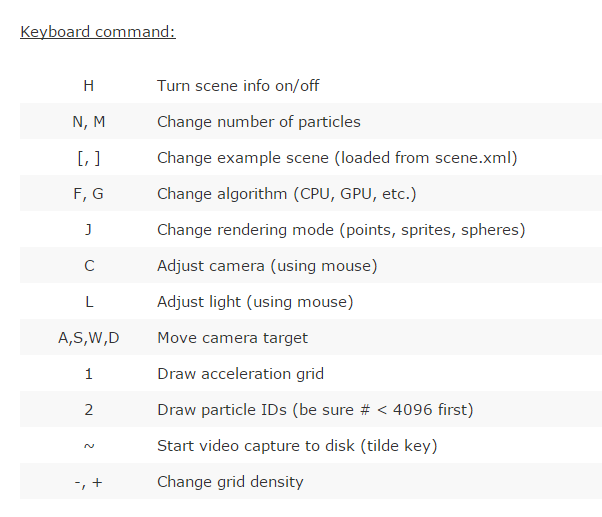 Keyboard command:
H Turn scene info on/off
N, M Change number of particles
[, ] Change example scene (loaded from scene.xml)
F, G Change algorithm (CPU, GPU, etc.)
J Change rendering mode (points, sprites, spheres)
C Adjust camera (using mouse)
L Adjust light (using mouse)
A,S,W,D Move camera target
1 Draw acceleration grid
2 Draw particle IDs (be sure # < 4096 first)
~ Start video capture to disk (tilde key)
-, + Change grid density